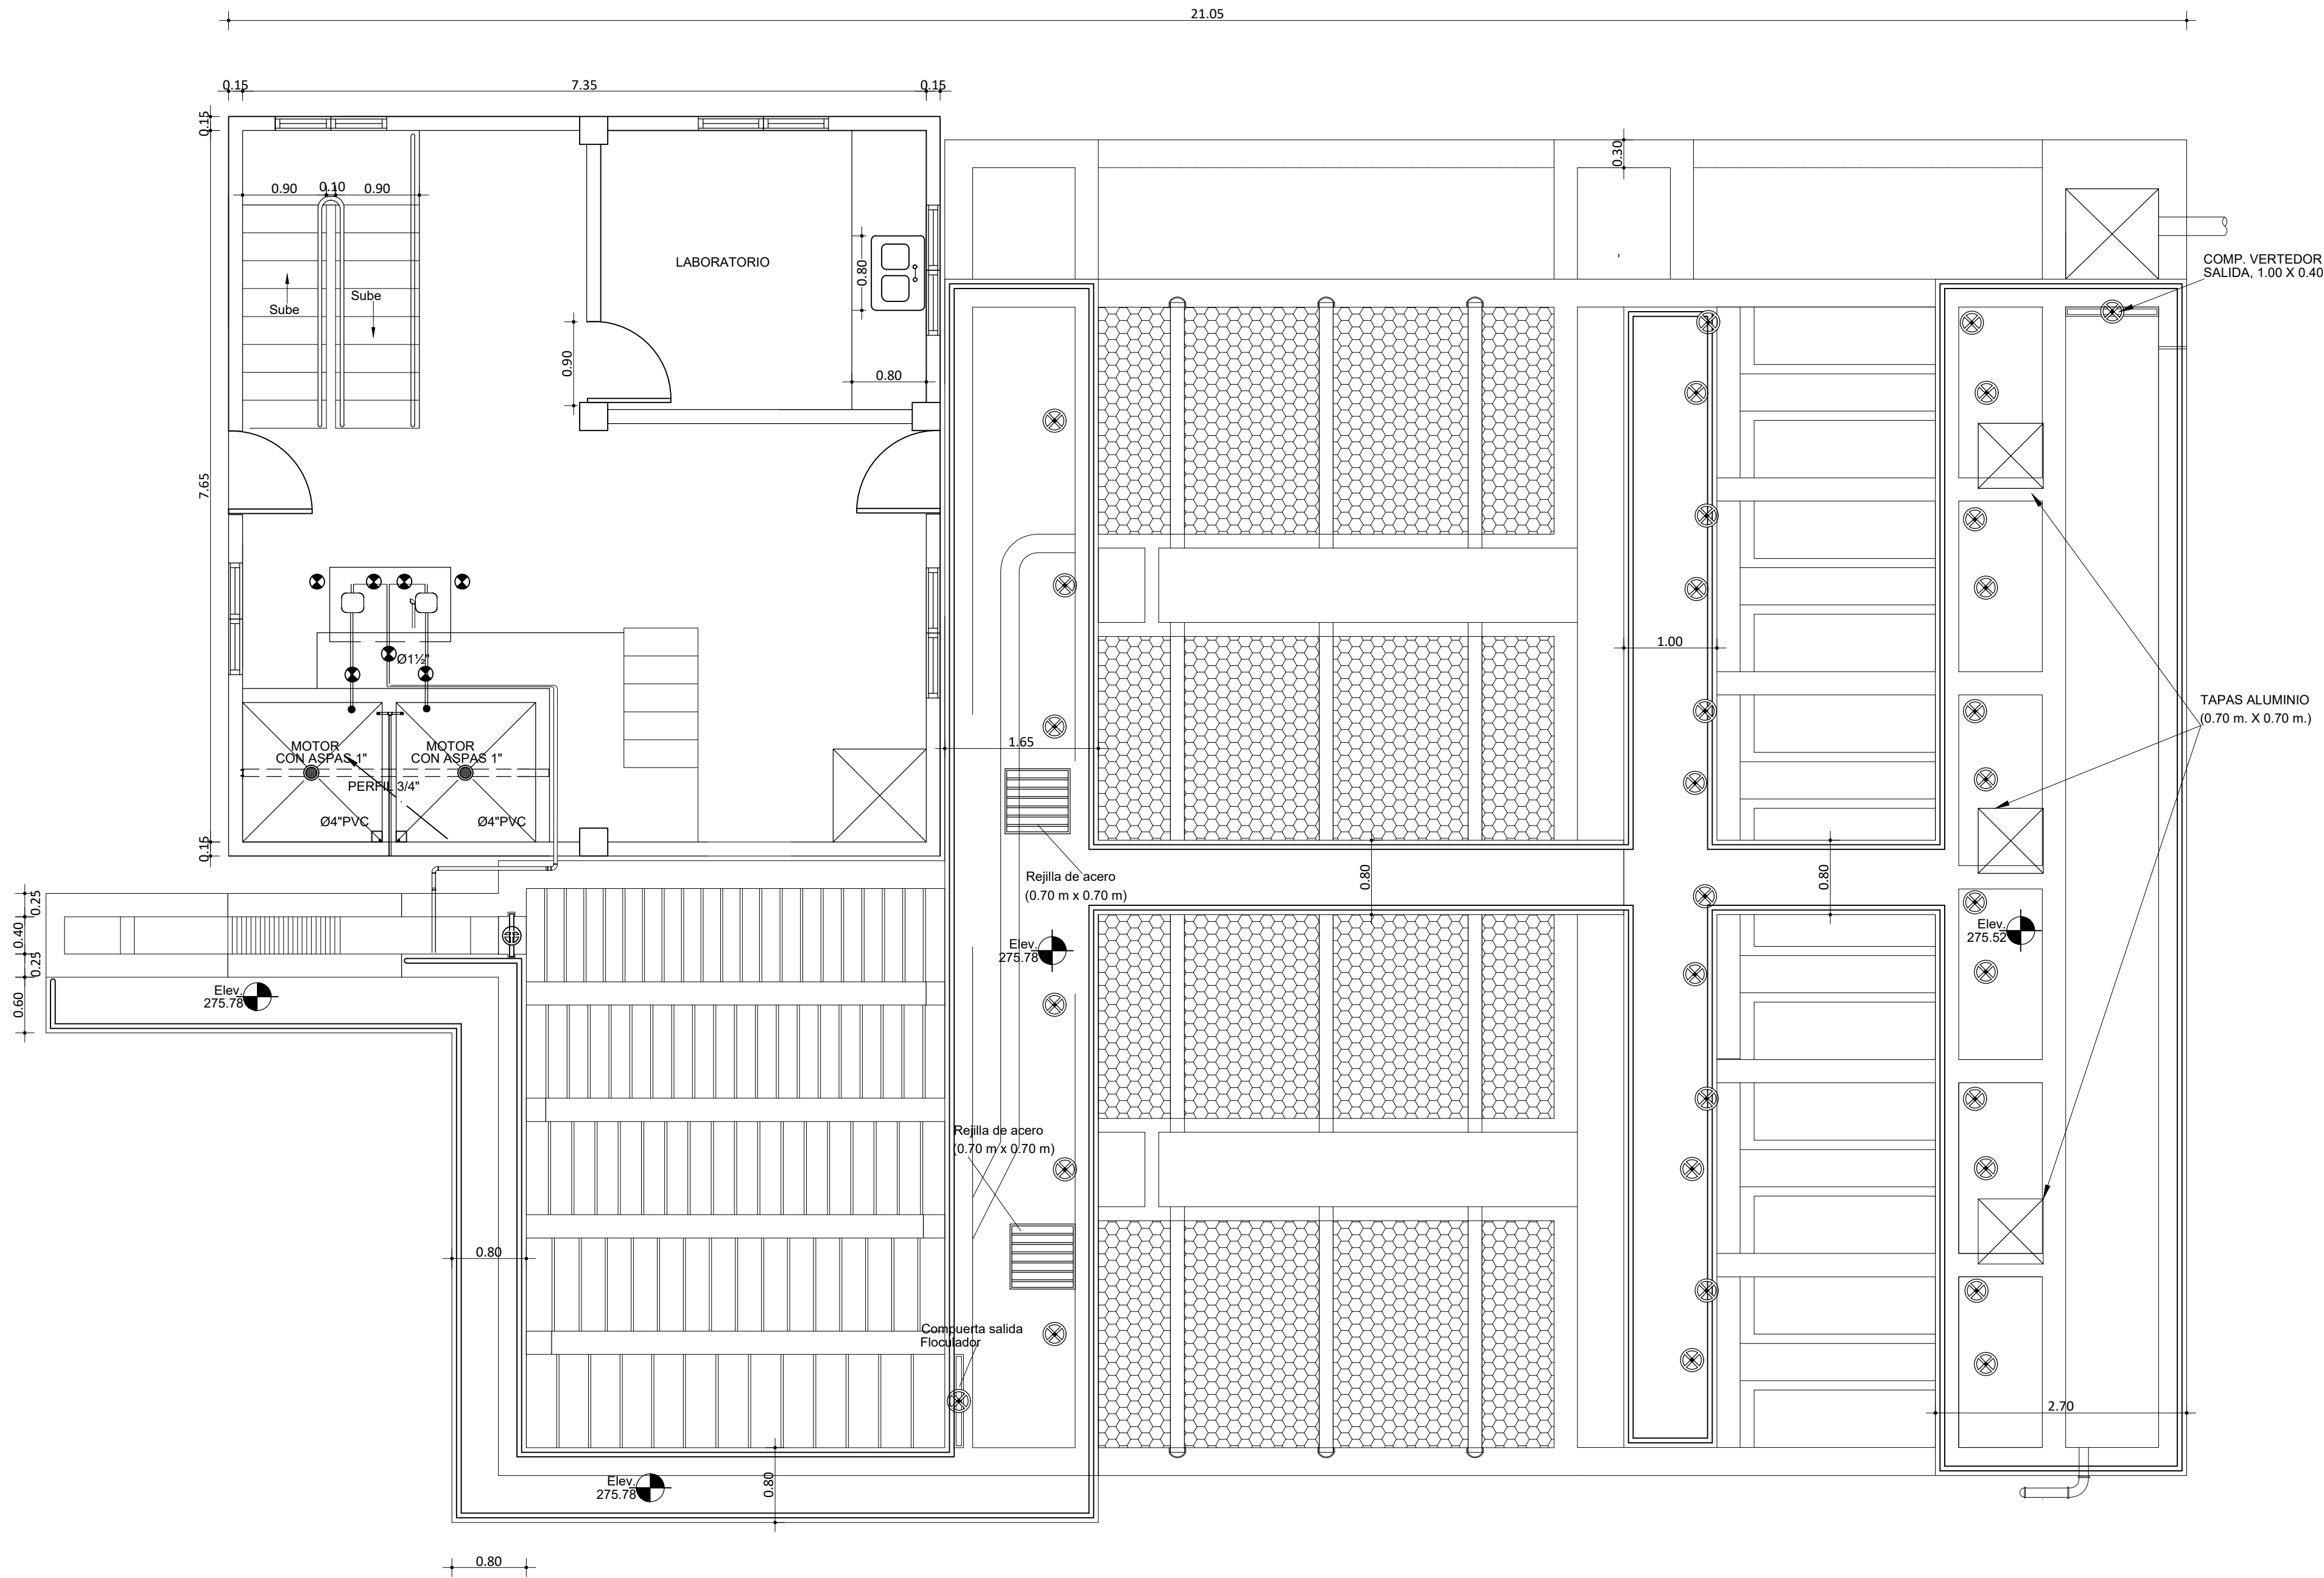 21.05
0.15
7.35
0.15
0.15
0.30
0.90
0.10
0.90
LABORATORIO
0.80
COMP. VERTEDOR
SALIDA, 1.00 X 0.40
Sube
Sube
0.90
0.80
7.65
1.00
Ø1½"
TAPAS ALUMINIO
(0.70 m. X 0.70 m.)
MOTOR
CON ASPAS 1"
MOTOR
CON ASPAS 1"
1.65
PERFIL 3/4"
Ø4"PVC
Ø4"PVC
0.15
Rejilla de acero
(0.70 m x 0.70 m)
0.80
0.80
0.25
0.40
0.25
0.60
Elev.
275.78
Elev.
275.78
Elev.
275.52
Rejilla de acero
(0.70 m x 0.70 m)
0.80
Compuerta salida
Floculador
2.70
Elev.
275.78
0.80
0.80